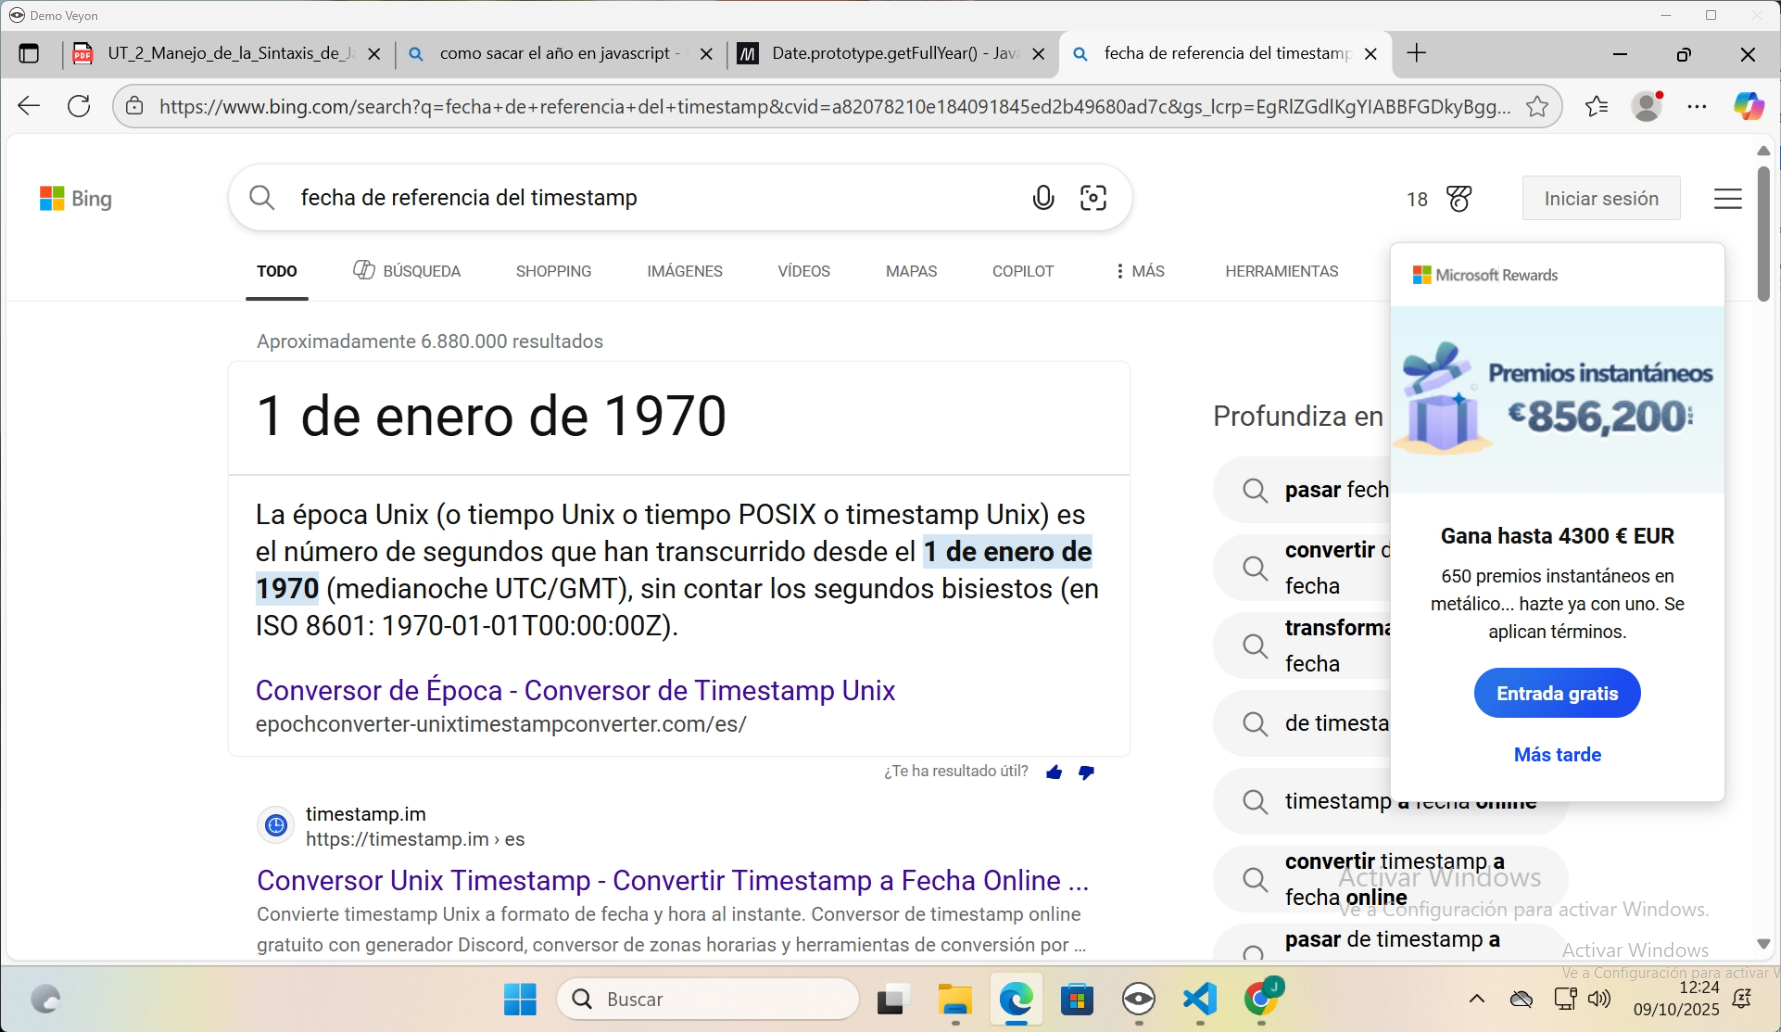 Demo Veyon
UT_2_Manejo_de_la_Sintaxis_de_Ja
como sacar el año en javascript -
Date.prototype.getFullYear() - Java
fecha de referencia del timestamp
https://www.bing.com/search?q=fecha+de+referencia+del+timestamp&cvid=a82078210e184091845ed2b49680ad7c&gs_lcrp=EgRlZGdlKgYIABBFGDkyBgg...
Bing
fecha de referencia del timestamp
18
Iniciar sesión
TODO
BÚSQUEDA
SHOPPING
IMÁGENES
VÍDEOS
MAPAS
COPILOT
MÁS
HERRAMIENTAS
Aproximadamente 6.880.000 resultados
1 de enero de 1970
La época Unix (o tiempo Unix o tiempo POSIX o timestamp Unix) es
el número de segundos que han transcurrido desde el 1 de enero de
1970 (medianoche UTC/GMT), sin contar los segundos bisiestos (en
ISO 8601: 1970-01-01T00:00:00Z).
Conversor de Época - Conversor de Timestamp Unix
epochconverter-unixtimestampconverter.com/es/
¿Te ha resultado útil?
timestamp.im
https://timestamp.im › es
Conversor Unix Timestamp - Convertir Timestamp a Fecha Online ...
Convierte timestamp Unix a formato de fecha y hora al instante. Conversor de timestamp online
gratuito con generador Discord, conversor de zonas horarias y herramientas de conversión por ...
Profundiza en
pasar fech
convertir d
fecha
transforma
fecha
de timesta
timestamp a fecha online
convertir timestamp a
fecha online
pasar de timestamp a
Microsoft Rewards
Premios instantáneos
€856,200
Gana hasta 4300 € EUR
650 premios instantáneos en
metálico... hazte ya con uno. Se
aplican términos.
Entrada gratis
Más tarde
Activar Windows
Ve a Configuración para activar Windows.
Activar Windows
Ve a Configuración para activar W
Buscar
J
12:24
09/10/2025